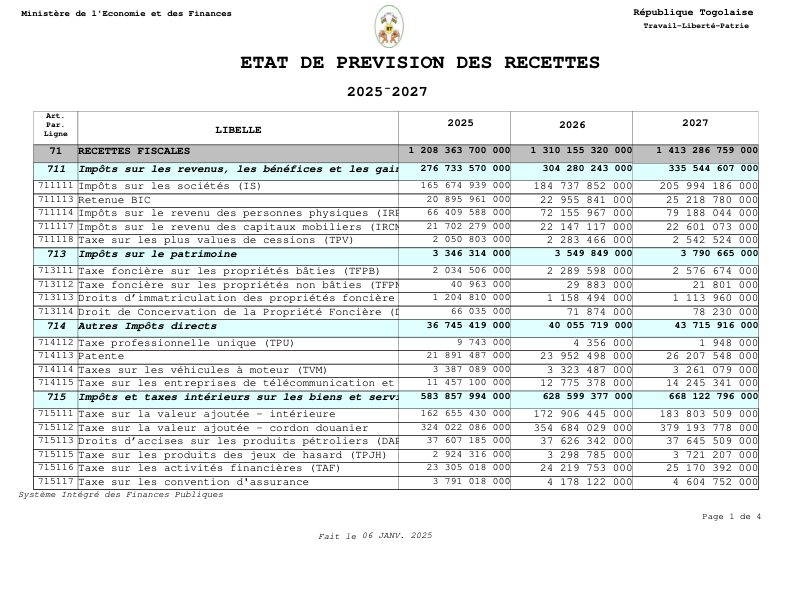 Ministère de l'Economie et des Finances
République Togolaise
Travail-Liberté-Patrie
ETAT DE PREVISION DES RECETTES
2025-2027
Art. Par. Ligne LIBELLE 2025 2026 2027
71 RECETTES FISCALES 1 208 363 700 000 1 310 155 320 000 1 413 286 759 000
711 Impôts sur les revenus, les bénéfices et les gai 276 733 570 000 304 280 243 000 335 544 607 000
711111 Impôts sur les sociétés (IS) 165 674 939 000 184 737 852 000 205 994 186 000
711113 Retenue BIC 20 895 961 000 22 955 841 000 25 218 780 000
711114 Impôts sur le revenu des personnes physiques (IRP 66 409 588 000 72 155 967 000 79 188 044 000
711117 Impôts sur le revenu des capitaux mobiliers (IRCM 21 702 279 000 22 147 117 000 22 601 073 000
711118 Taxe sur les plus values de cessions (TPV) 2 050 803 000 2 283 466 000 2 542 524 000
713 Impôts sur le patrimoine 3 346 314 000 3 549 849 000 3 790 665 000
713111 Taxe foncière sur les propriétés bâties (TFPB) 2 034 506 000 2 289 598 000 2 576 674 000
713112 Taxe foncière sur les propriétés non bâties (TFPN 40 963 000 29 883 000 21 801 000
713113 Droits d’immatriculation des propriétés foncière 1 204 810 000 1 158 494 000 1 113 960 000
713114 Droit de Concervation de la Propriété Foncière (D 66 035 000 71 874 000 78 230 000
714 Autres Impôts directs 36 745 419 000 40 055 719 000 43 715 916 000
714112 Taxe professionnelle unique (TPU) 9 743 000 4 356 000 1 948 000
714113 Patente 21 891 487 000 23 952 498 000 26 207 548 000
714114 Taxes sur les véhicules à moteur (TVM) 3 387 089 000 3 323 487 000 3 261 079 000
714115 Taxe sur les entreprises de télécommunication et 11 457 100 000 12 775 378 000 14 245 341 000
715 Impôts et taxes intérieurs sur les biens et servi 583 857 994 000 628 599 377 000 668 122 796 000
715111 Taxe sur la valeur ajoutée - intérieure 162 655 430 000 172 906 445 000 183 803 509 000
715112 Taxe sur la valeur ajoutée - cordon douanier 324 022 086 000 354 684 029 000 379 193 778 000
715113 Droits d’accises sur les produits pétroliers (DAP 37 607 185 000 37 626 342 000 37 645 509 000
715115 Taxe sur les produits des jeux de hasard (TPJH) 2 924 316 000 3 298 785 000 3 721 207 000
715116 Taxe sur les activités financières (TAF) 23 305 018 000 24 219 753 000 25 170 392 000
715117 Taxe sur les convention d'assurance 3 791 018 000 4 178 122 000 4 604 752 000
Système Intégré des Finances Publiques
Page 1 de 4
Fait le 06 JANV. 2025